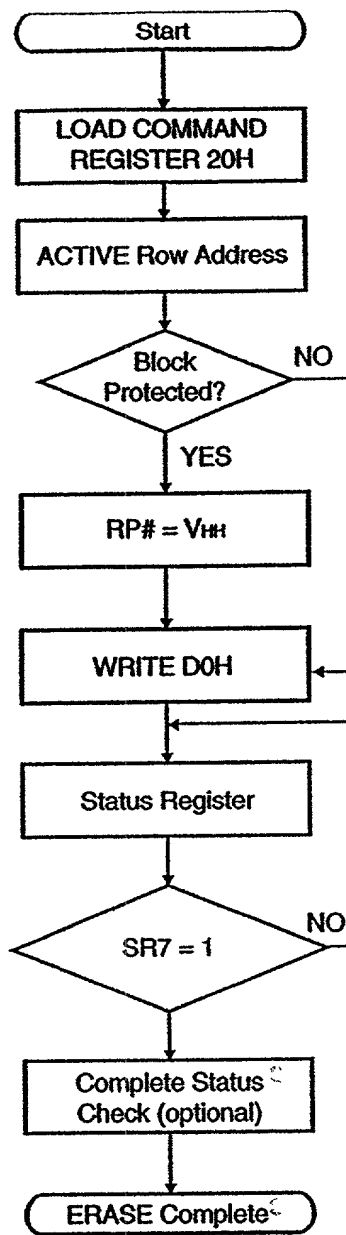 Start
LOAD COMMAND
REGISTER 20H
ACTIVE Row Address
Block
Protected?
NO
YES
RP# = VHH
WRITE D0H
Status Register
SR7 = 1
NO
Complete Status
Check (optional)
ERASE Complete